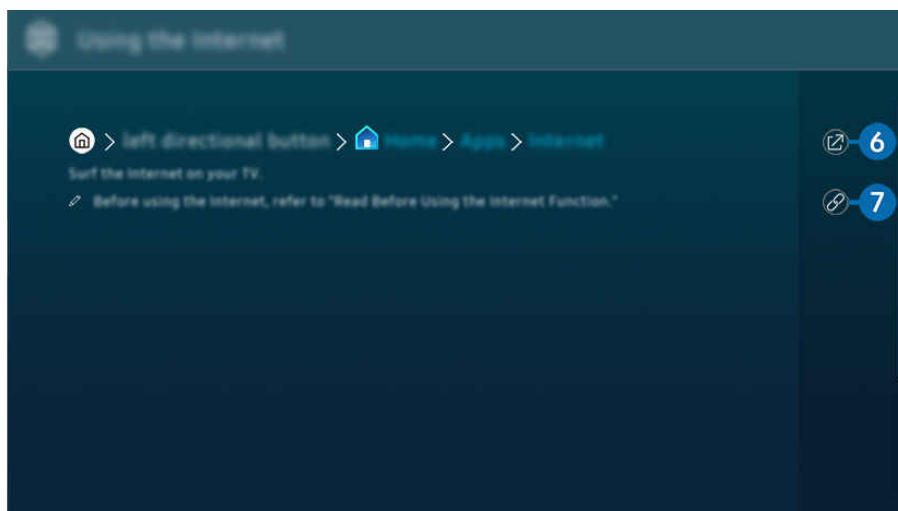 Using the Internet
> left directional button > Home > Apps > Internet
Surf the Internet on your TV.
Before using the Internet, refer to "Read Before Using the Internet Function."
6
7